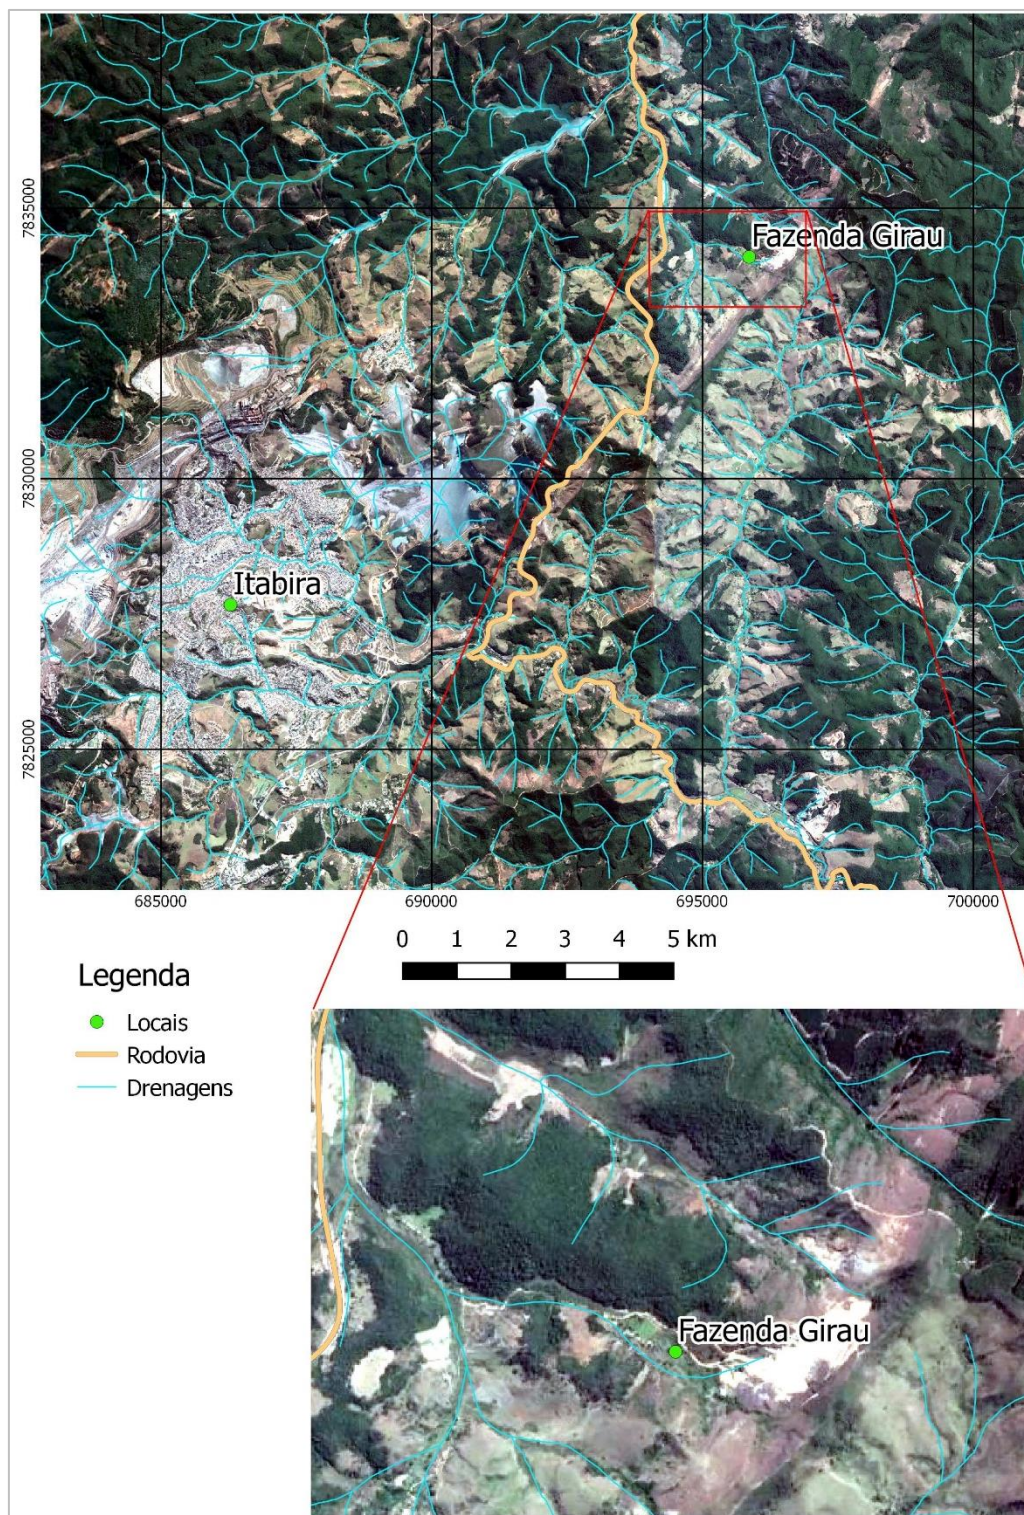 7835000
Fazenda Girau
7830000
Itabira
7825000
685000 690000 695000 700000
0 1 2 3 4 5 km
Legenda
Locais
Rodovia
Drenagens
Fazenda Girau